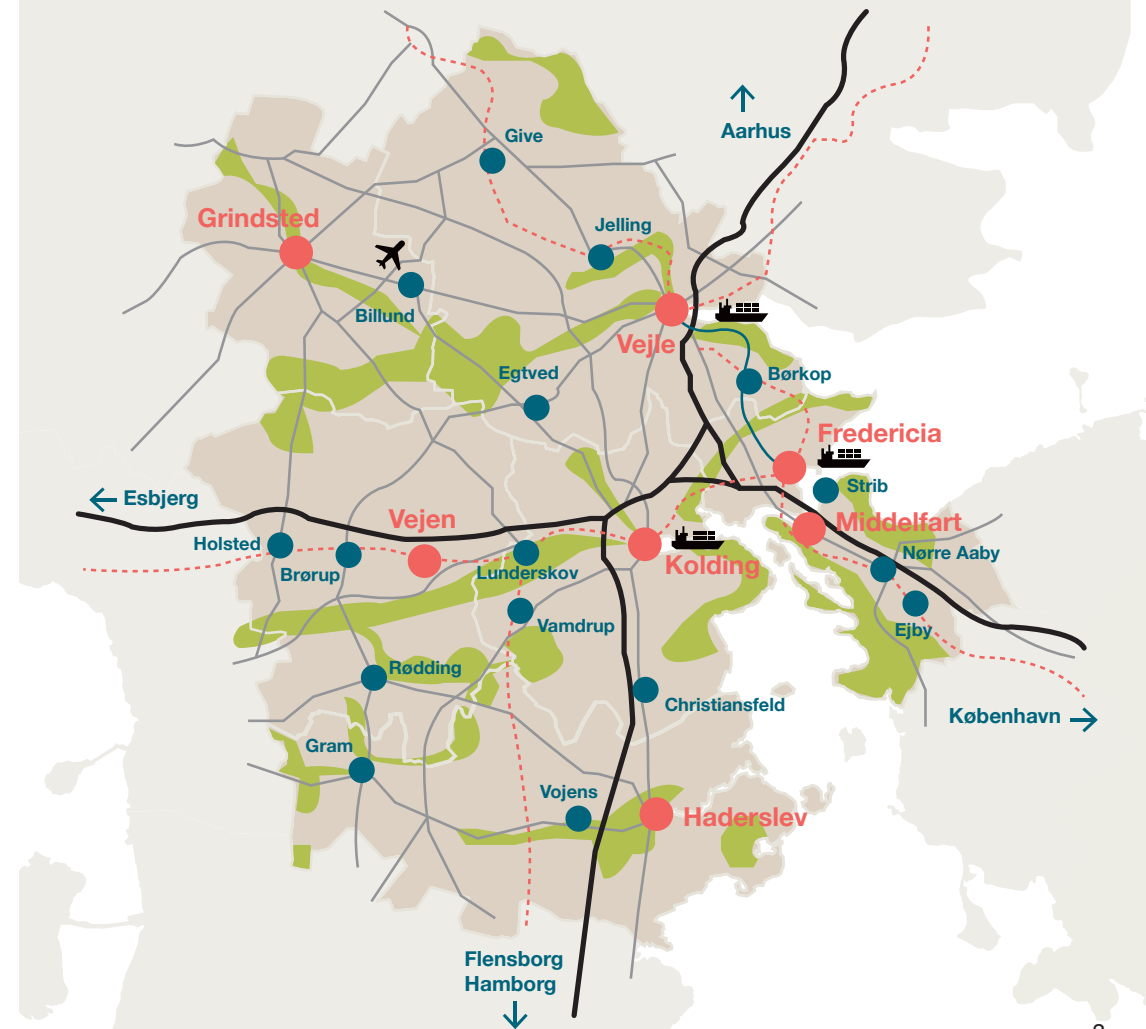 Aarhus
Give
Grindsted
Jelling
Billund
Vejle
Egtved
Børkop
Fredericia
Esbjerg
Strib
Vejen
Middelfart
Holsted
Brørup
Lunderskov
Kolding
Nørre Aaby
Vamdrup
Ejby
Rødding
Christiansfeld
København
Gram
Vojens
Haderslev
Flensborg
Hamborg